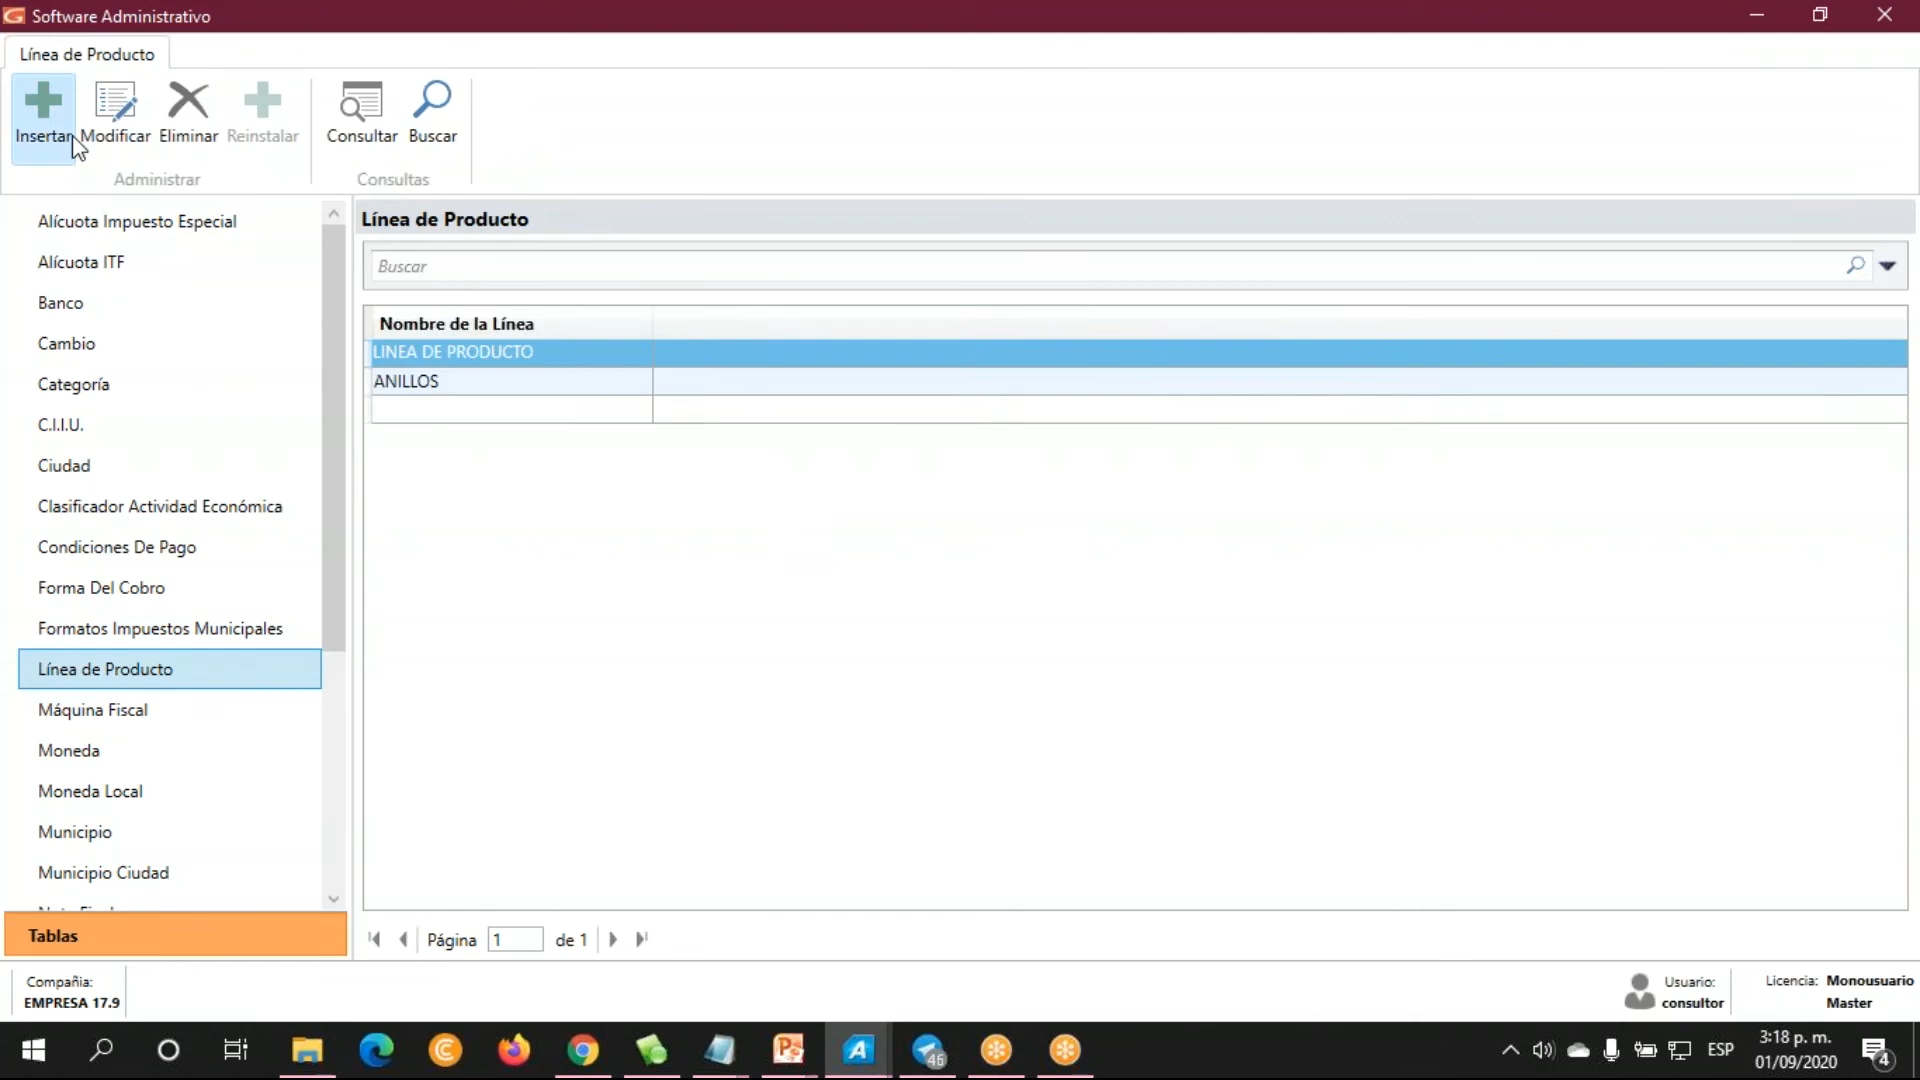 Software Administrativo
Línea de Producto
Insertar Modificar Eliminar Reinstalar Consultar Buscar
Administrar Consultas
Alícuota Impuesto Especial
Alícuota ITF
Banco
Cambio
Categoría
C.I.I.U.
Ciudad
Clasificador Actividad Económica
Condiciones De Pago
Forma Del Cobro
Formatos Impuestos Municipales
Línea de Producto
Máquina Fiscal
Moneda
Moneda Local
Municipio
Municipio Ciudad
Tablas
Línea de Producto
Buscar
Nombre de la Línea
LINEA DE PRODUCTO
ANILLOS
Página 1 de 1
Compañia:
EMPRESA 17.9
Usuario:
consultor
Licencia: Monousuario
Master
46
ESP
3:18 p. m.
01/09/2020
4